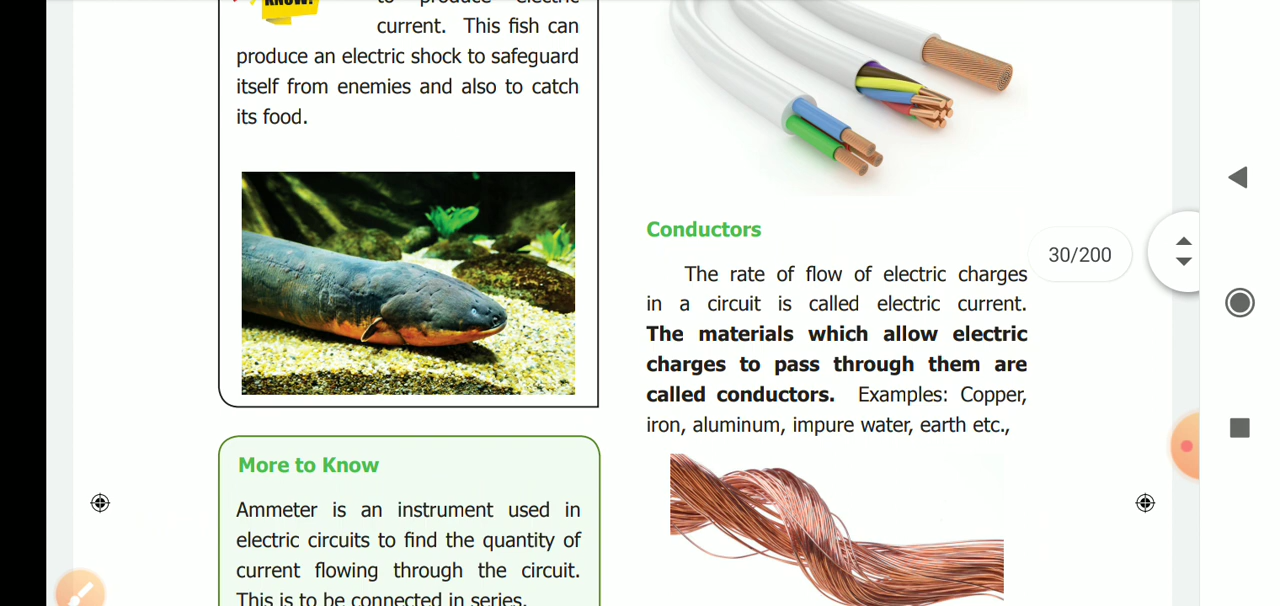 KNOW?
to produce electric
current. This fish can
produce an electric shock to safeguard
itself from enemies and also to catch
its food.
More to Know
Ammeter is an instrument used in
electric circuits to find the quantity of
current flowing through the circuit.
This is to be connected in series.
Conductors
The rate of flow of electric charges
in a circuit is called electric current.
The materials which allow electric
charges to pass through them are
called conductors. Examples: Copper,
iron, aluminum, impure water, earth etc.,
30/200